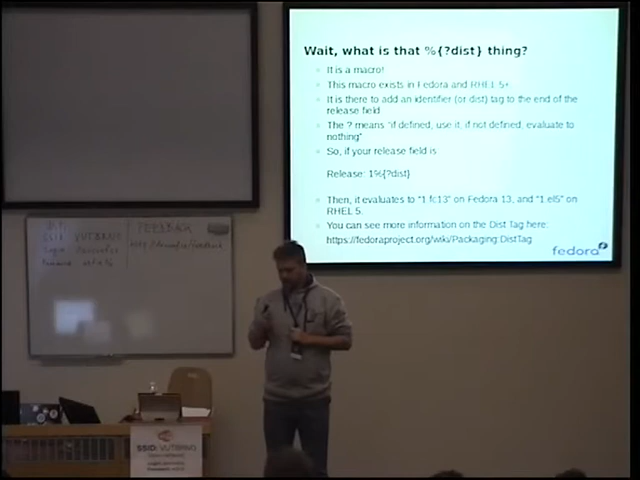 Wait, what is that %{?dist} thing?
It is a macro!
This macro exists in Fedora and RHEL 5+.
It is there to add an identifier (or dist) tag to the end of the
release field
The ? means "if defined, use it, if not defined, evaluate to
nothing"
So, if your release field is
Release: 1%{?dist}
Then, it evaluates to "1.fc13" on Fedora 13, and "1.el5" on
RHEL 5.
You can see more information on the Dist Tag here:
https://fedoraproject.org/wiki/Packaging:DistTag
fedora
FEEDBACK
SSID: VUTBRNO
SSID: VUTBRNO